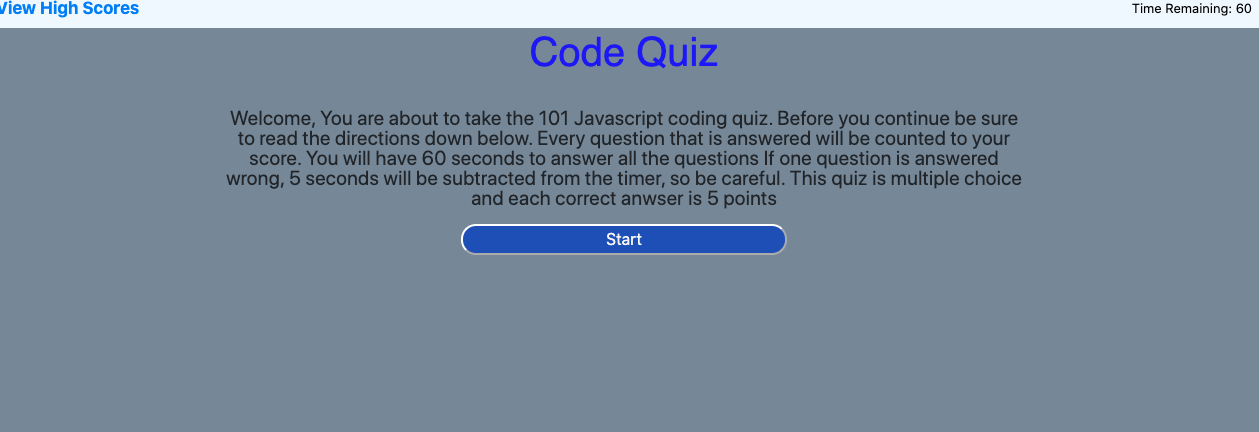 View High Scores
Time Remaining: 60
Code Quiz
Welcome, You are about to take the 101 Javascript coding quiz. Before you continue be sure
to read the directions down below. Every question that is answered will be counted to your
score. You will have 60 seconds to answer all the questions If one question is answered
wrong, 5 seconds will be subtracted from the timer, so be careful. This quiz is multiple choice
and each correct anwser is 5 points
Start